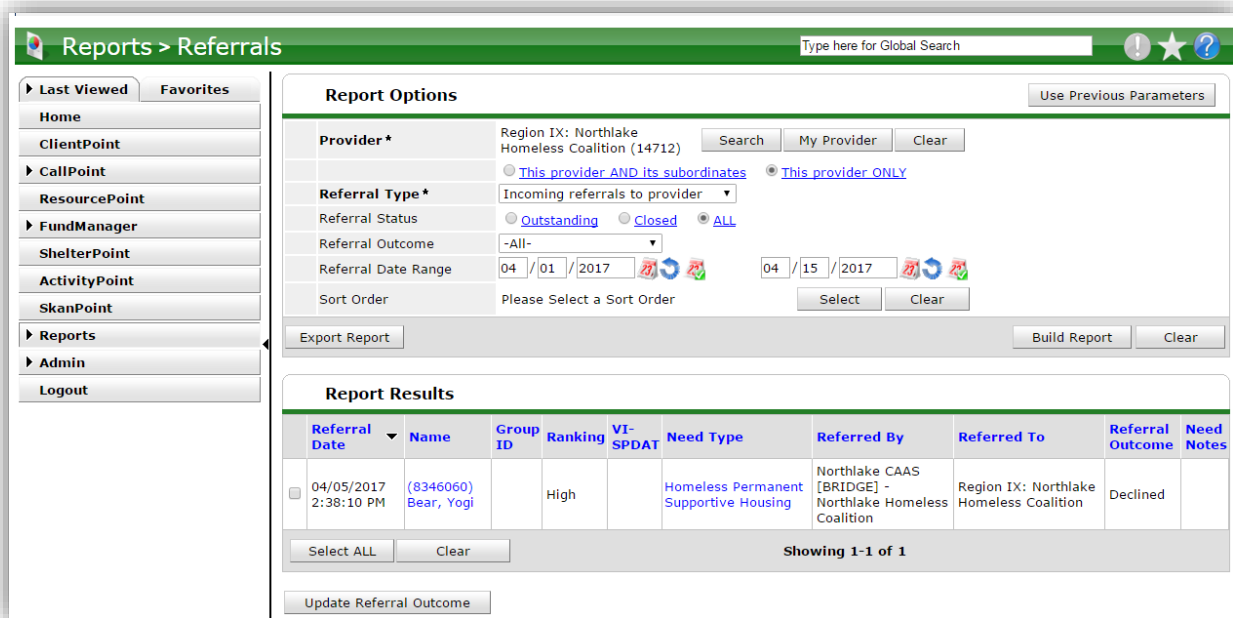 Reports > Referrals
Type here for Global Search
Last Viewed Favorites
Home
ClientPoint
CallPoint
ResourcePoint
FundManager
ShelterPoint
ActivityPoint
SkanPoint
Reports
Admin
Logout
Report Options
Use Previous Parameters
Provider*
Region IX: Northlake
Homeless Coalition (14712)
Search My Provider Clear
This provider AND its subordinates This provider ONLY
Referral Type* Incoming referrals to provider
Referral Status Outstanding Closed ALL
Referral Outcome -All-
Referral Date Range 04 / 01 / 2017 04 / 15 / 2017
Sort Order Please Select a Sort Order Select Clear
Export Report Build Report Clear
Report Results
Referral Date Name Group ID Ranking VI-SPDAT Need Type Referred By Referred To Referral Outcome Need Notes
04/05/2017 2:38:10 PM
(8346060) Bear, Yogi
High
Homeless Permanent
Supportive Housing
Northlake CAAS
[BRIDGE] -
Northlake Homeless
Coalition
Region IX: Northlake
Homeless Coalition
Declined
Select ALL Clear Showing 1-1 of 1
Update Referral Outcome